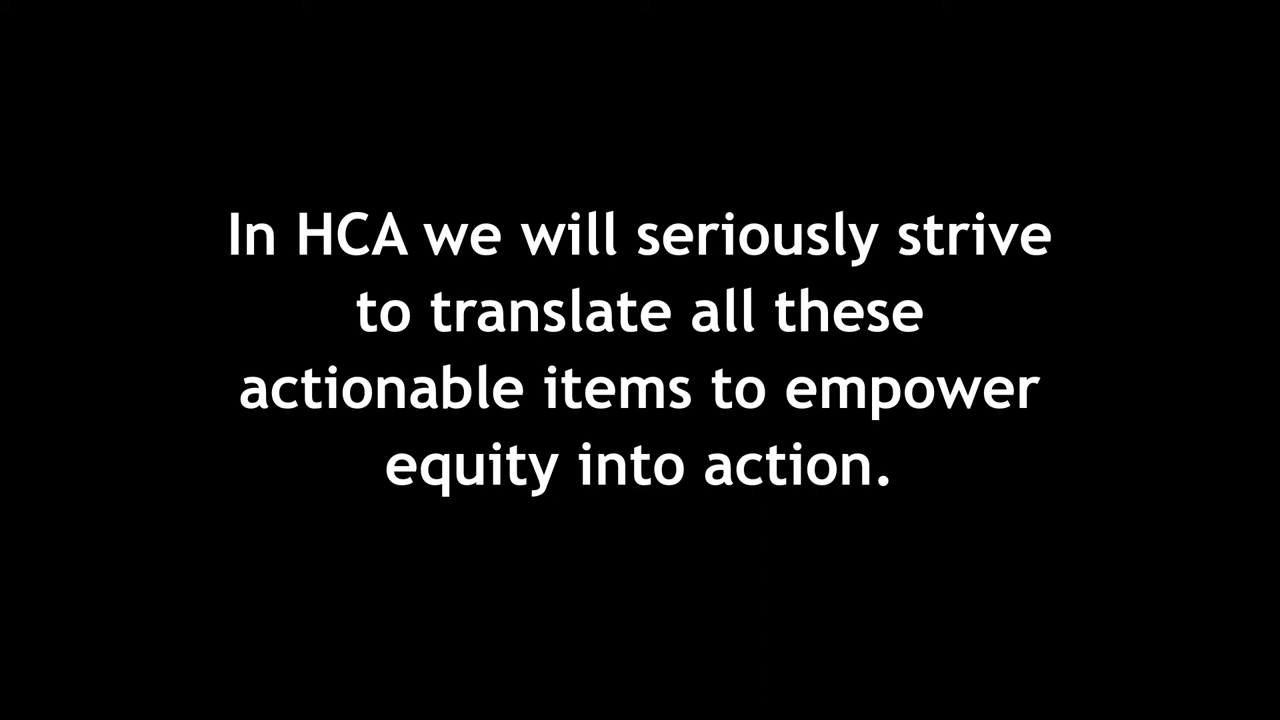 In HCA we will seriously strive
to translate all these
actionable items to empower
equity into action.